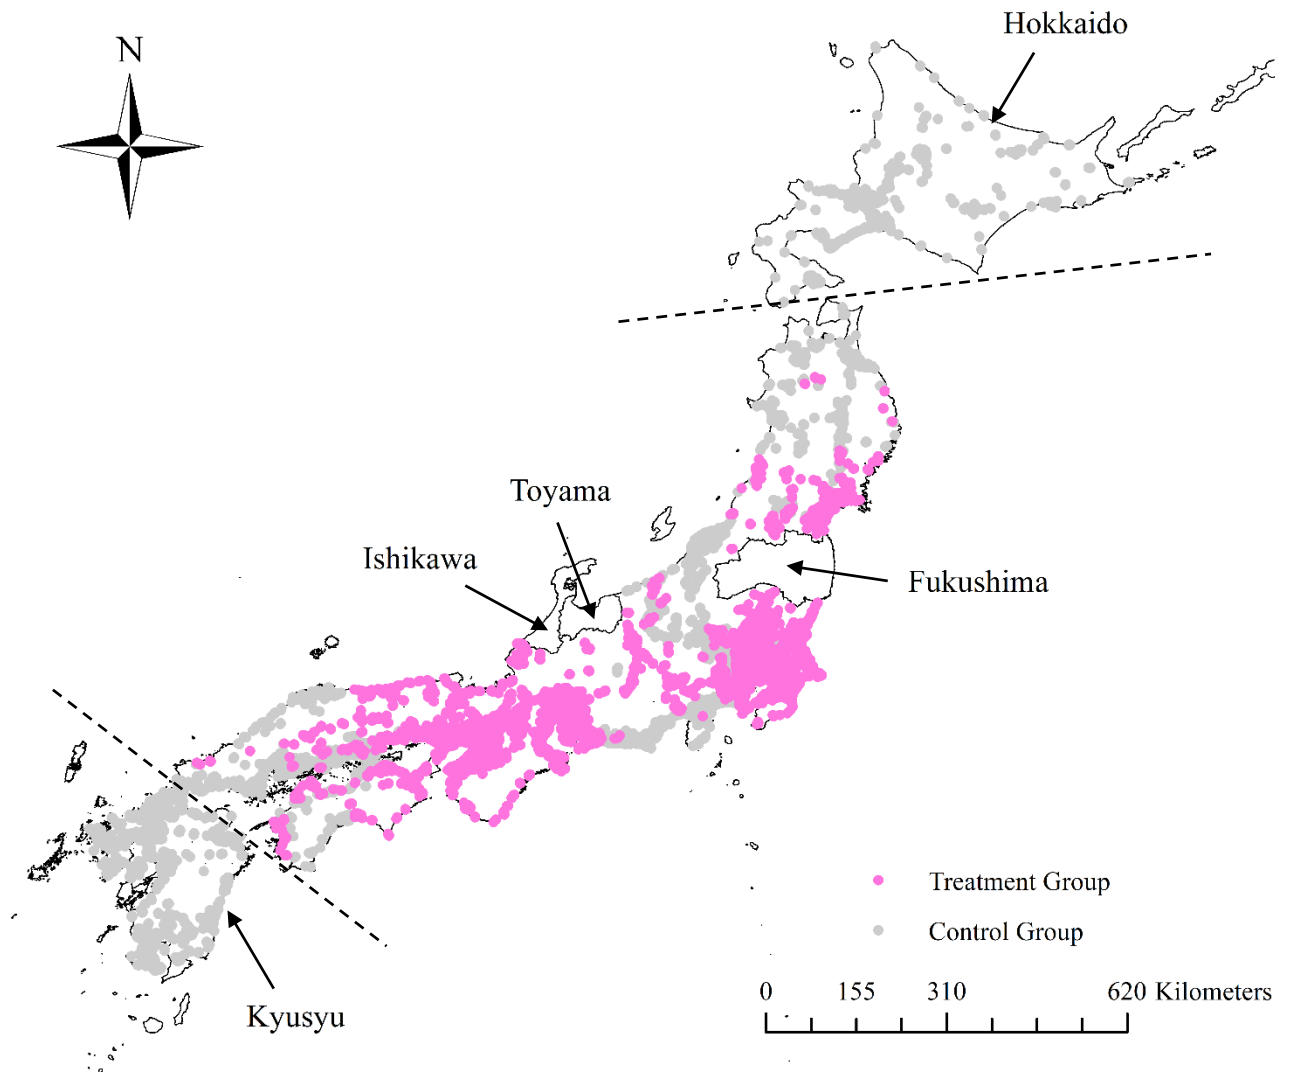 Hokkaido
N
Toyama
Ishikawa
Fukushima
Treatment Group
Control Group
0 155 310 620 Kilometers
Kyusyu